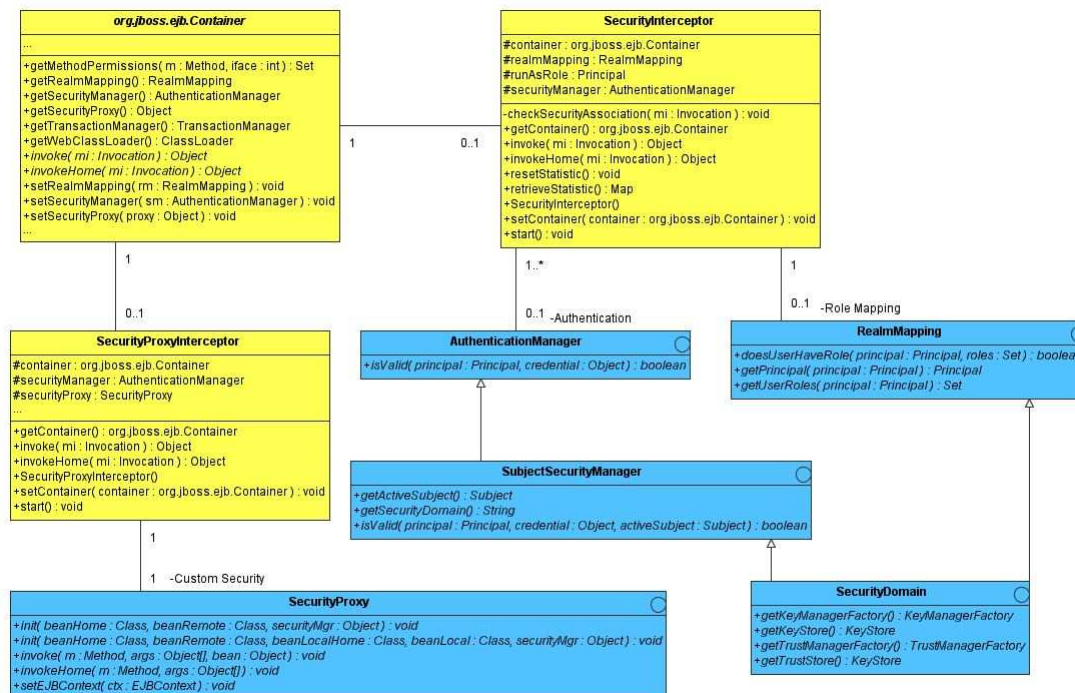 org.jboss.ejb.Container
...
+getMethodPermissions( m : Method, iface : int ) : Set
+getRealmMapping() : RealmMapping
+getSecurityManager() : AuthenticationManager
+getSecurityProxy() : Object
+getTransactionManager() : TransactionManager
+getWebClassLoader() : ClassLoader
+invoke( mi : Invocation ) : Object
+invokeHome( mi : Invocation ) : Object
+setRealmMapping( rm : RealmMapping ) : void
+setSecurityManager( sm : AuthenticationManager ) : void
+setSecurityProxy( proxy : Object ) : void
...
SecurityInterceptor
#container : org.jboss.ejb.Container
#realmMapping : RealmMapping
#runAsRole : Principal
#securityManager : AuthenticationManager
-checkSecurityAssociation( mi : Invocation ) : void
+getContainer() : org.jboss.ejb.Container
+invoke( mi : Invocation ) : Object
+invokeHome( mi : Invocation ) : Object
+resetStatistic() : void
+retrieveStatistic() : Map
+SecurityInterceptor()
+setContainer( container : org.jboss.ejb.Container ) : void
+start() : void
1
0..1
1
0..1
1..*
0..1
-Authentication
1
0..1
-Role Mapping
SecurityProxyInterceptor
#container : org.jboss.ejb.Container
#securityManager : AuthenticationManager
#securityProxy : SecurityProxy
...
+getContainer() : org.jboss.ejb.Container
+invoke( mi : Invocation ) : Object
+invokeHome( mi : Invocation ) : Object
+SecurityProxyInterceptor()
+setContainer( container : org.jboss.ejb.Container ) : void
+start() : void
AuthenticationManager
+isValid( principal : Principal, credential : Object ) : boolean
RealmMapping
+doesUserHaveRole( principal : Principal, roles : Set ) : boolean
+getPrincipal( principal : Principal ) : Principal
+getUserRoles( principal : Principal ) : Set
SubjectSecurityManager
+getActiveSubject() : Subject
+getSecurityDomain() : String
+isValid( principal : Principal, credential : Object, activeSubject : Subject ) : boolean
1
1
-Custom Security
SecurityProxy
+init( beanHome : Class, beanRemote : Class, securityMgr : Object ) : void
+init( beanHome : Class, beanRemote : Class, beanLocalHome : Class, beanLocal : Class, securityMgr : Object ) : void
+invoke( m : Method, args : Object[], bean : Object ) : void
+invokeHome( m : Method, args : Object[] ) : void
+setEJBContext( ctx : EJBContext ) : void
SecurityDomain
+getKeyManagerFactory() : KeyManagerFactory
+getKeyStore() : KeyStore
+getTrustManagerFactory() : TrustManagerFactory
+getTrustStore() : KeyStore